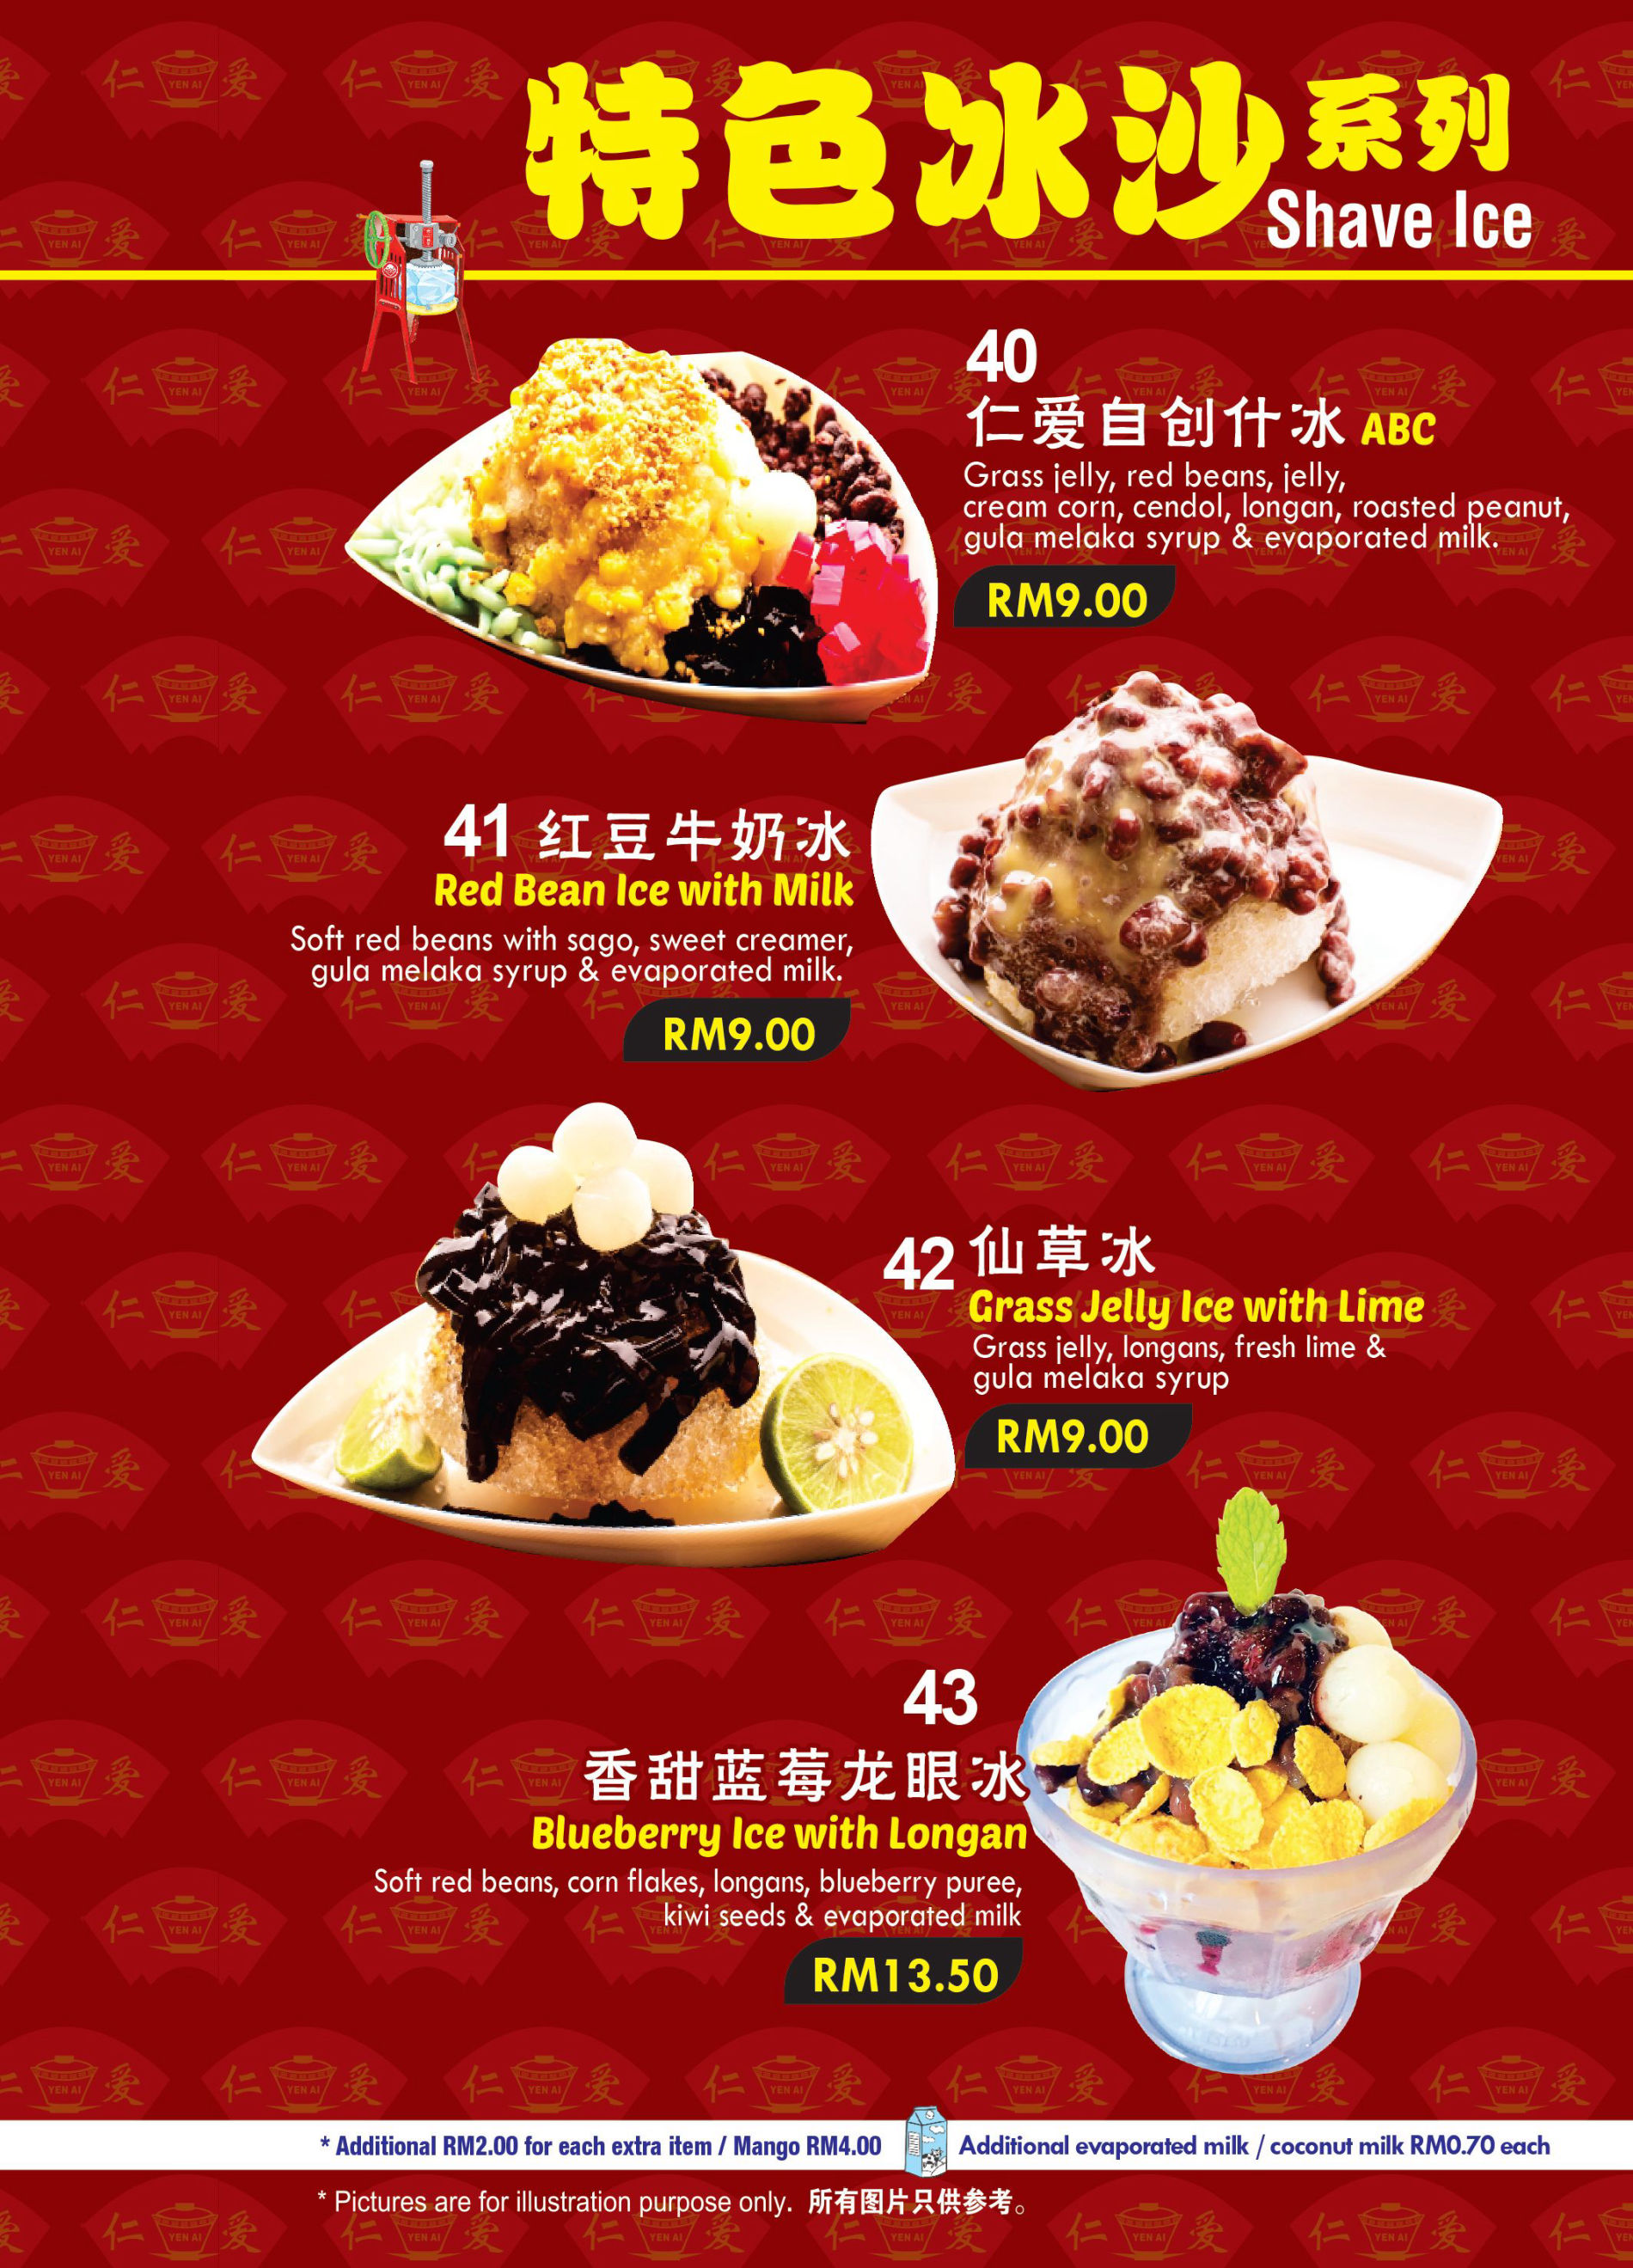 特色冰沙系列
Shave Ice
40
仁爱自创什冰 ABC
Grass jelly, red beans, jelly,
cream corn, cendol, longan, roasted peanut,
gula melaka syrup & evaporated milk.
RM9.00
41 红豆牛奶冰
Red Bean Ice with Milk
Soft red beans with sago, sweet creamer,
gula melaka syrup & evaporated milk.
RM9.00
42 仙草冰
Grass Jelly Ice with Lime
Grass jelly, longans, fresh lime &
gula melaka syrup
RM9.00
43
香甜蓝莓龙眼冰
Blueberry Ice with Longan
Soft red beans, corn flakes, longans, blueberry puree,
kiwi seeds & evaporated milk
RM13.50
* Additional RM2.00 for each extra item / Mango RM4.00
Additional evaporated milk / coconut milk RM0.70 each
* Pictures are for illustration purpose only. 所有图片只供参考。
仁 YEN AI 爱